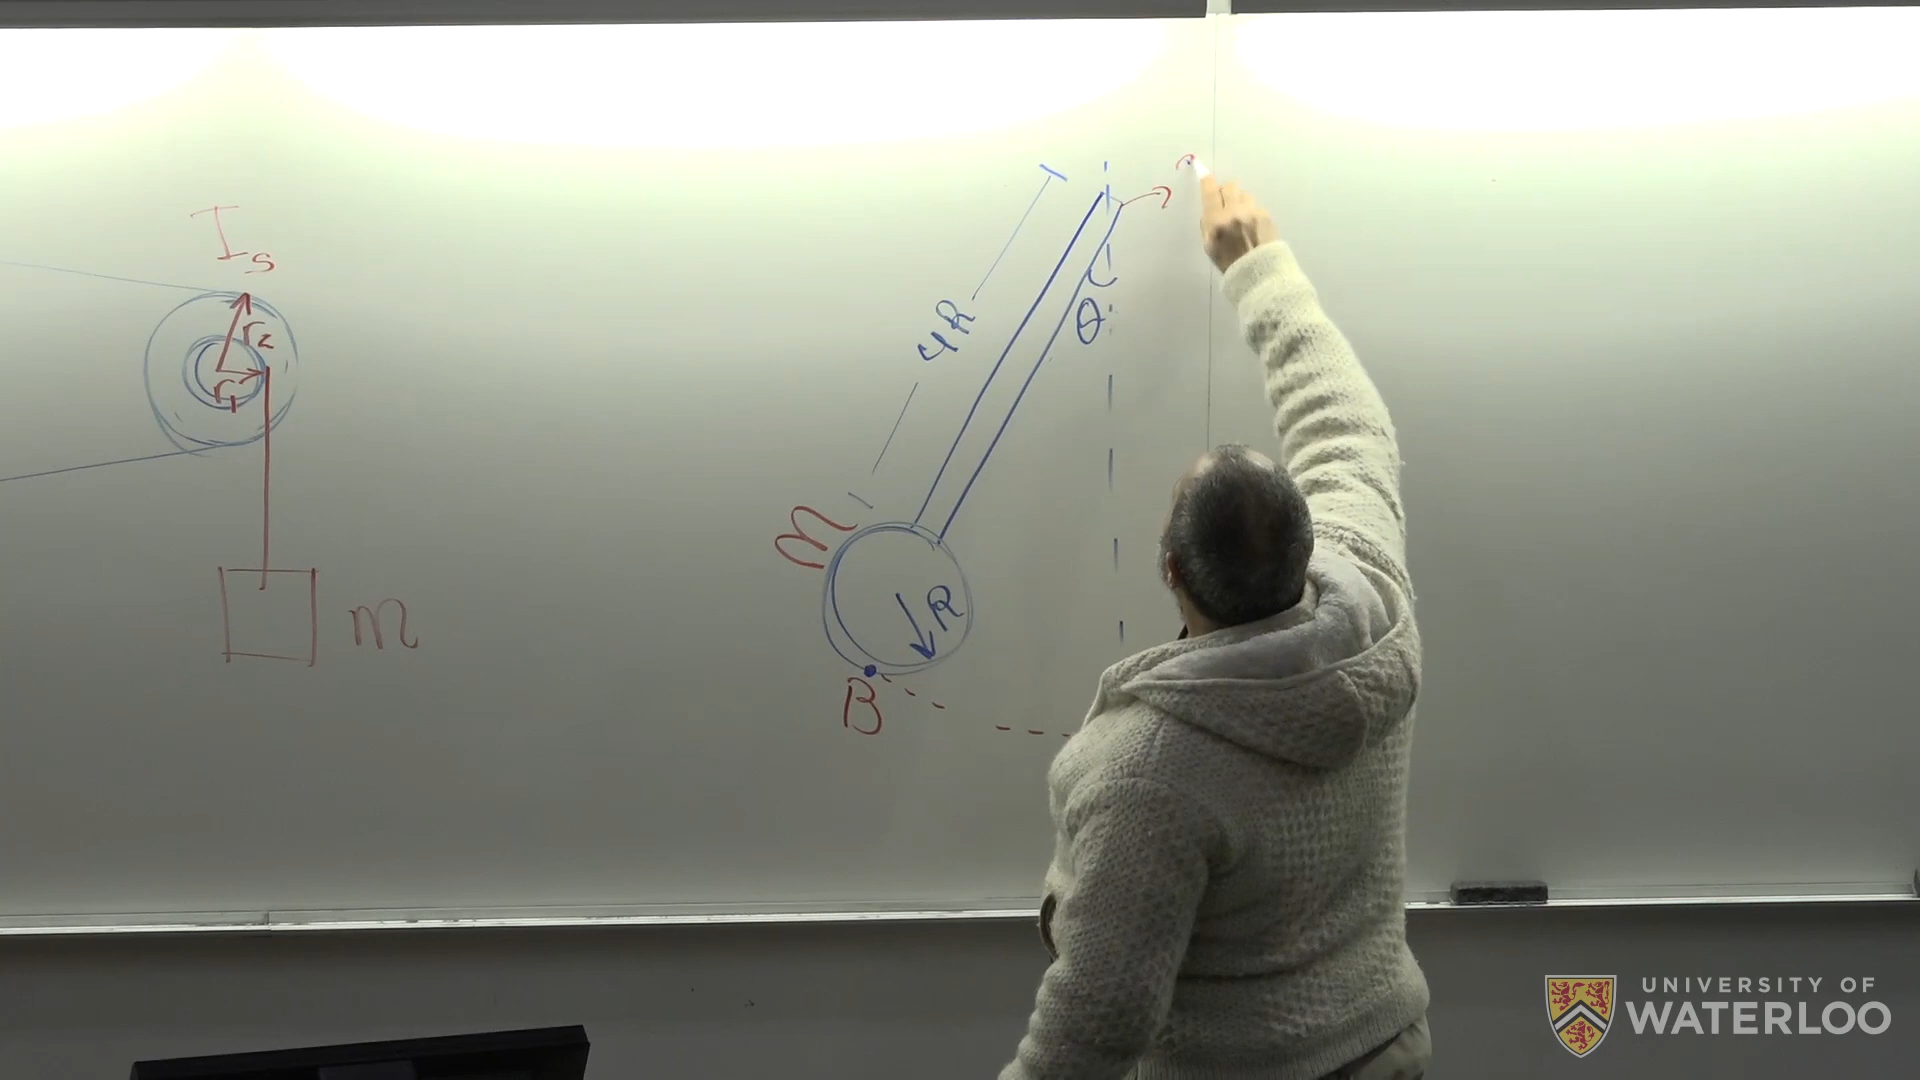 Is
r2
r1
m
4R
θ
m
R
B
UNIVERSITY OF
WATERLOO